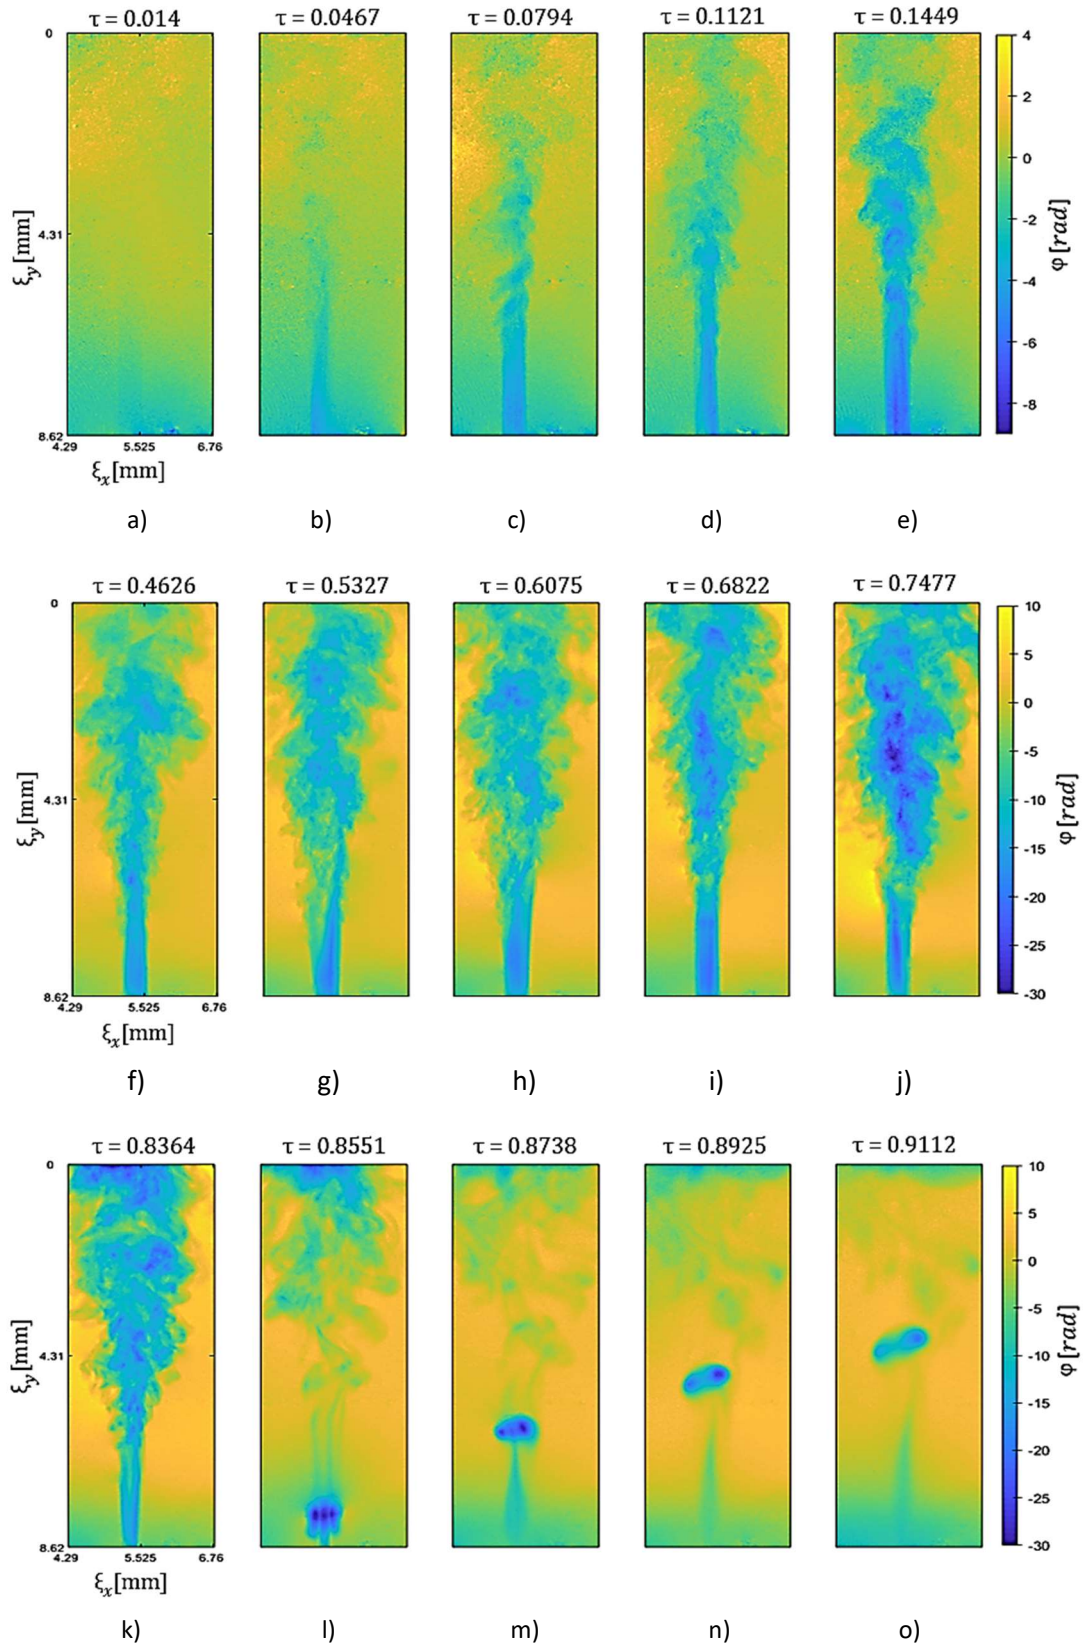 τ = 0.014 τ = 0.0467 τ = 0.0794 τ = 0.1121 τ = 0.1449
0
4.31
8.62
ξy[mm]
4.29 5.525 6.76
ξx[mm]
4
2
0
-2
-4
-6
-8
φ [rad]
a) b) c) d) e)
τ = 0.4626 τ = 0.5327 τ = 0.6075 τ = 0.6822 τ = 0.7477
0
4.31
8.62
ξy[mm]
4.29 5.525 6.76
ξx[mm]
10
5
0
-5
-10
-15
-20
-25
-30
φ [rad]
f) g) h) i) j)
τ = 0.8364 τ = 0.8551 τ = 0.8738 τ = 0.8925 τ = 0.9112
0
4.31
8.62
ξy[mm]
4.29 5.525 6.76
ξx[mm]
10
5
0
-5
-10
-15
-20
-25
-30
φ [rad]
k) l) m) n) o)